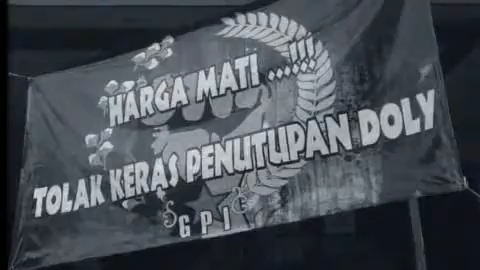 HARGA MATI ...!!!
TOLAK KERAS PENUTUPAN DOLY
GPI